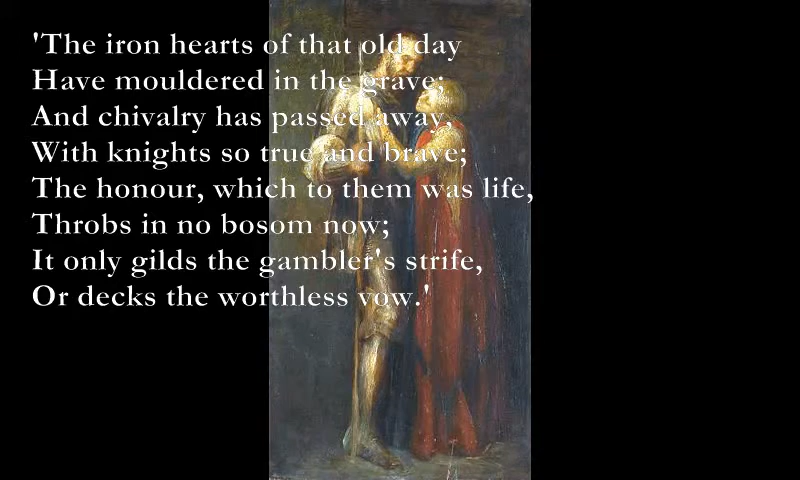 'The iron hearts of that old day
Have mouldered in the grave;
And chivalry has passed away,
With knights so true and brave;
The honour, which to them was life,
Throbs in no bosom now;
It only gilds the gambler's strife,
Or decks the worthless vow.'